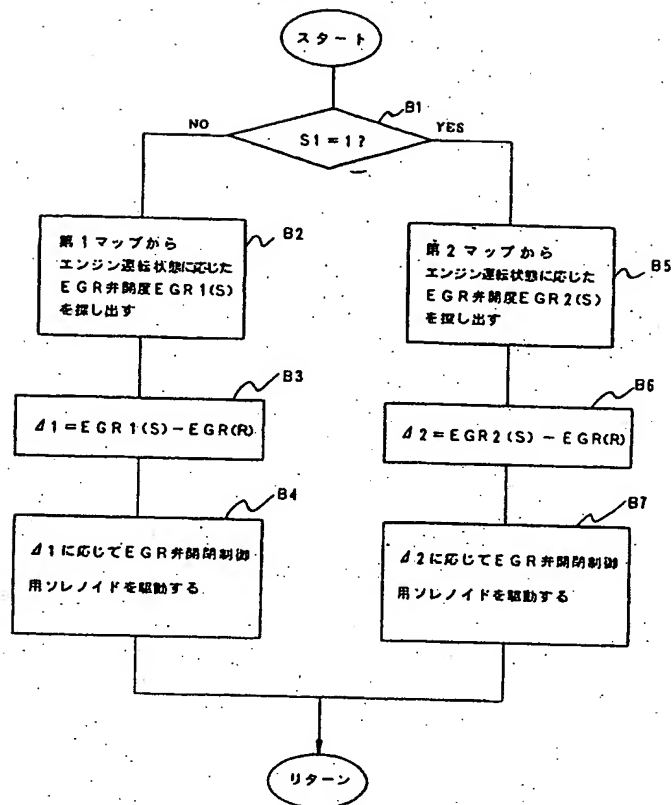 スタート
B1
NO
S1=1?
YES
第1マップから
エンジン運転状態に応じた
EGR弁開度EGR1(S)
を探し出す
B2
第2マップから
エンジン運転状態に応じた
EGR弁開度EGR2(S)
を探し出す
B5
B3
Δ1=EGR1(S)-EGR(R)
B6
Δ2=EGR2(S)-EGR(R)
B4
Δ1に応じてEGR弁開閉制御
用ソレノイドを駆動する
B7
Δ2に応じてEGR弁開閉制御
用ソレノイドを駆動する
リターン